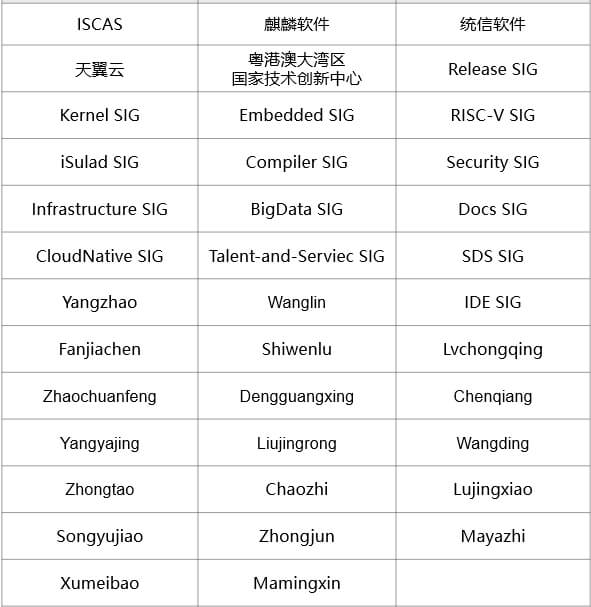 ISCAS 麒麟软件 统信软件
天翼云 粤港澳大湾区 Release SIG
国家技术创新中心
Kernel SIG Embedded SIG RISC-V SIG
iSulad SIG Compiler SIG Security SIG
Infrastructure SIG BigData SIG Docs SIG
CloudNative SIG Talent-and-Serviec SIG SDS SIG
Yangzhao Wanglin IDE SIG
Fanjiachen Shiwenlu Lvchongqing
Zhaochuanfeng Dengguangxing Chenqiang
Yangyajing Liujingrong Wangding
Zhongtao Chaozhi Lujingxiao
Songyujiao Zhongjun Mayazhi
Xumeibao Mamingxin